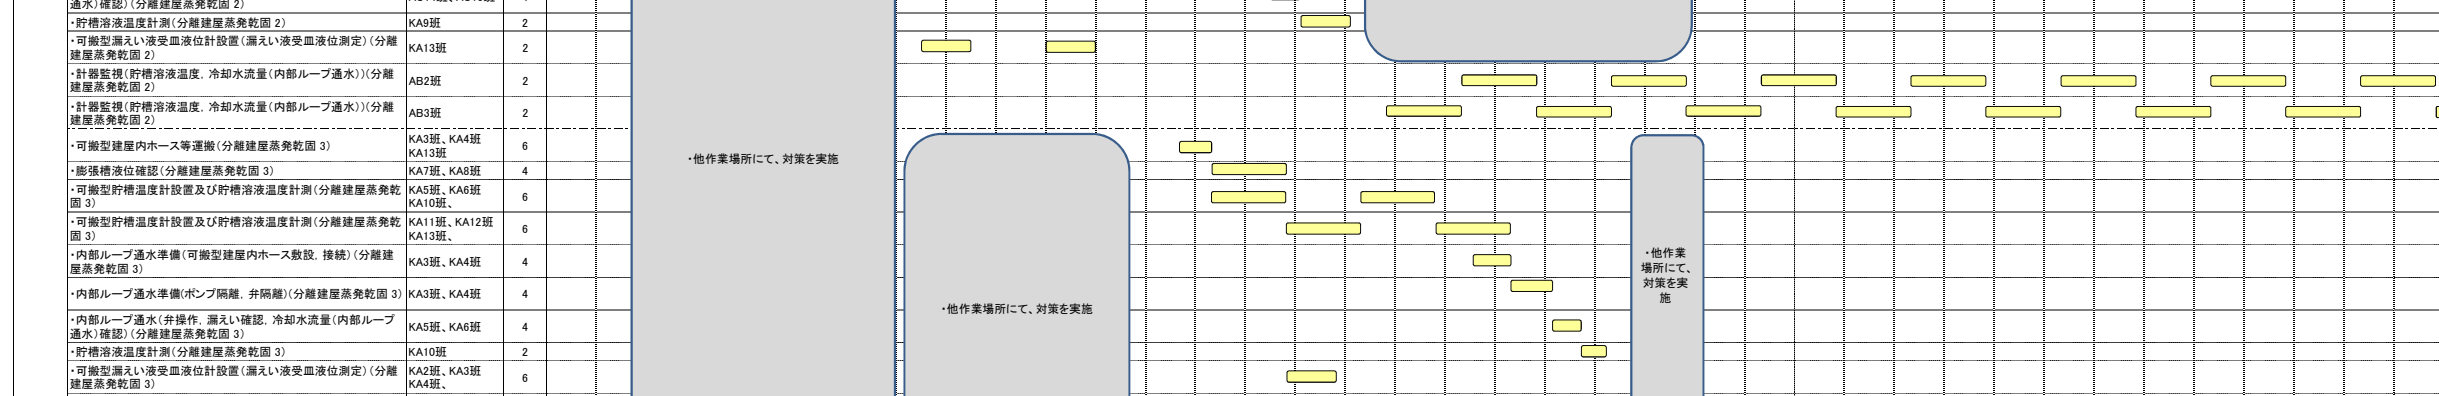 通水)確認)(分離建屋蒸発乾固 2)
・貯槽溶液温度計測(分離建屋蒸発乾固 2)
KA9班
2
・可搬型漏えい液受皿液位計設置(漏えい液受皿液位測定)(分離
建屋蒸発乾固 2)
KA13班
2
・計器監視(貯槽溶液温度，冷却水流量(内部ループ通水))(分離
建屋蒸発乾固 2)
AB2班
2
・計器監視(貯槽溶液温度，冷却水流量(内部ループ通水))(分離
建屋蒸発乾固 2)
AB3班
2
・可搬型建屋内ホース等運搬(分離建屋蒸発乾固 3)
KA3班、KA4班
KA13班
6
・膨張槽液位確認(分離建屋蒸発乾固 3)
KA7班、KA8班
4
・可搬型貯槽温度計設置及び貯槽溶液温度計測(分離建屋蒸発乾
固 3)
KA5班、KA6班
KA10班、
6
・可搬型貯槽温度計設置及び貯槽溶液温度計測(分離建屋蒸発乾
固 3)
KA11班、KA12班
KA13班、
6
・内部ループ通水準備(可搬型建屋内ホース敷設，接続)(分離建
屋蒸発乾固 3)
KA3班、KA4班
4
・内部ループ通水準備(ポンプ隔離，弁隔離)(分離建屋蒸発乾固 3)
KA3班、KA4班
4
・内部ループ通水(弁操作，漏えい確認，冷却水流量(内部ループ
通水)確認)(分離建屋蒸発乾固 3)
KA5班、KA6班
4
・貯槽溶液温度計測(分離建屋蒸発乾固 3)
KA10班
2
・可搬型漏えい液受皿液位計設置(漏えい液受皿液位測定)(分離
建屋蒸発乾固 3)
KA2班、KA3班
KA4班、
6
・他作業場所にて、対策を実施
・他作業場所にて、対策を実施
・他作業
場所にて、
対策を実
施